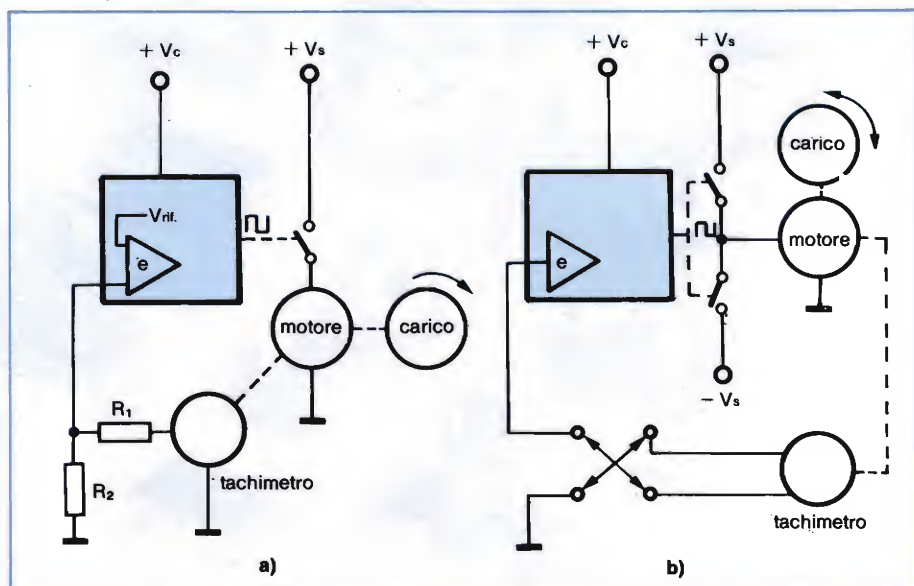 + Vc
+ Vs
Vrif.
e
motore
carico
R1
R2
tachimetro
a)
+ Vc
+ Vs
carico
e
motore
− Vs
tachimetro
b)